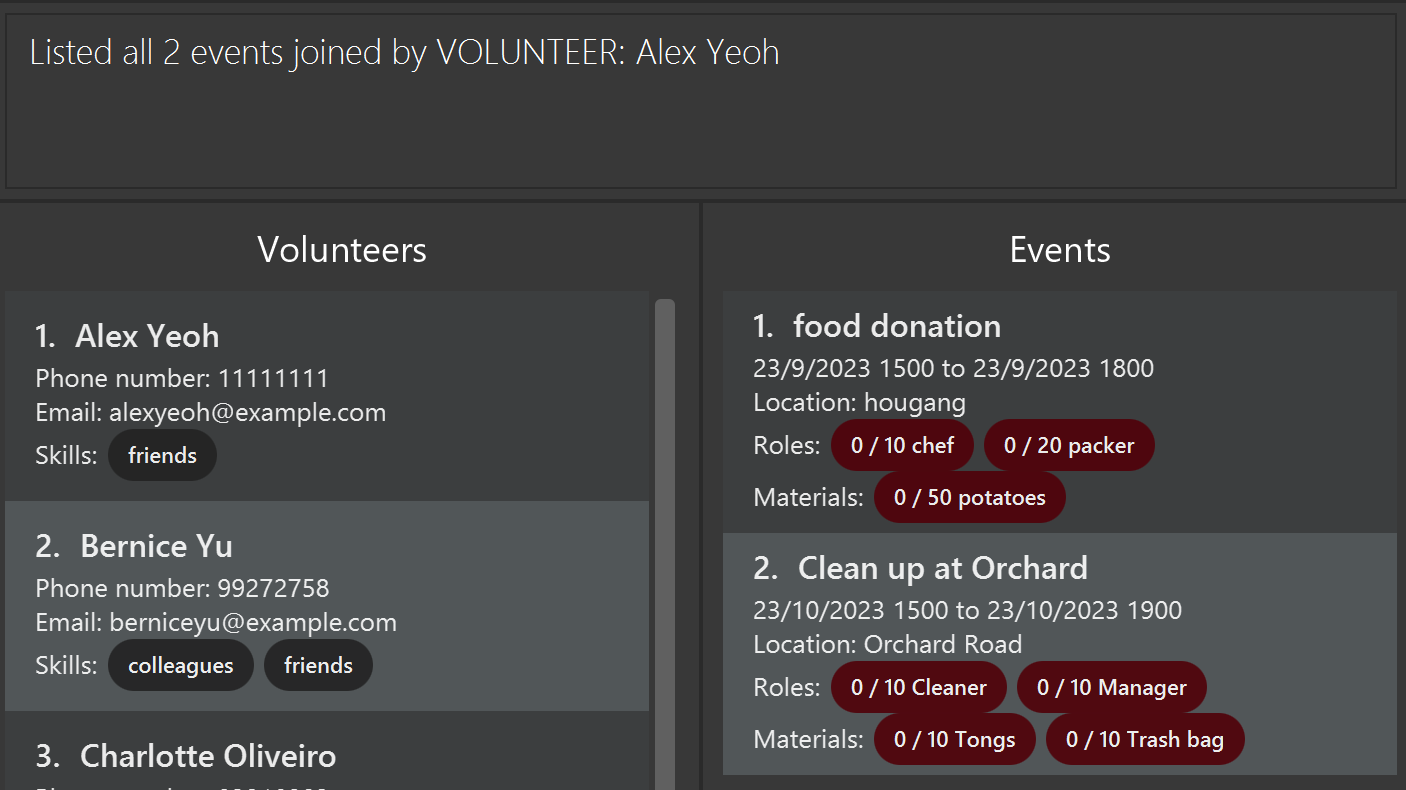 Listed all 2 events joined by VOLUNTEER: Alex Yeoh
Volunteers
1. Alex Yeoh
Phone number: 11111111
Email: alexyeoh@example.com
Skills: friends
2. Bernice Yu
Phone number: 99272758
Email: berniceyu@example.com
Skills: colleagues friends
3. Charlotte Oliveiro
Events
1. food donation
23/9/2023 1500 to 23/9/2023 1800
Location: hougang
Roles: 0 / 10 chef 0 / 20 packer
Materials: 0 / 50 potatoes
2. Clean up at Orchard
23/10/2023 1500 to 23/10/2023 1900
Location: Orchard Road
Roles: 0 / 10 Cleaner 0 / 10 Manager
Materials: 0 / 10 Tongs 0 / 10 Trash bag